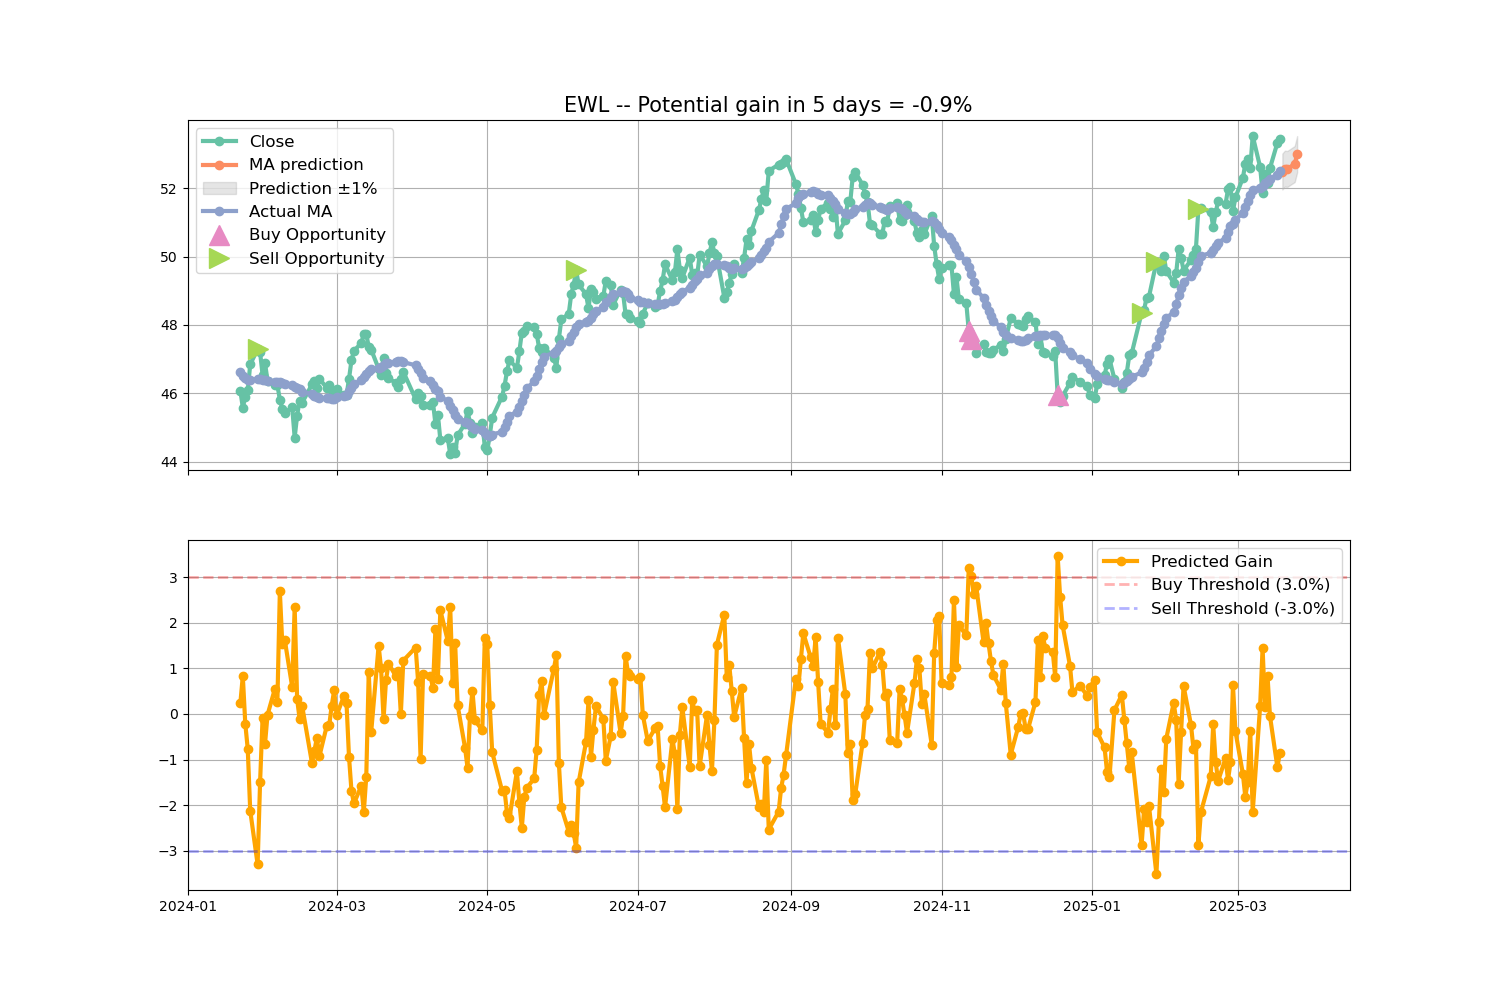 EWL -- Potential gain in 5 days = -0.9%
Close
MA prediction
Prediction ±1%
Actual MA
Buy Opportunity
Sell Opportunity
52
50
48
46
44
Predicted Gain
Buy Threshold (3.0%)
Sell Threshold (-3.0%)
3
2
1
0
−1
−2
−3
2024-01 2024-03 2024-05 2024-07 2024-09 2024-11 2025-01 2025-03